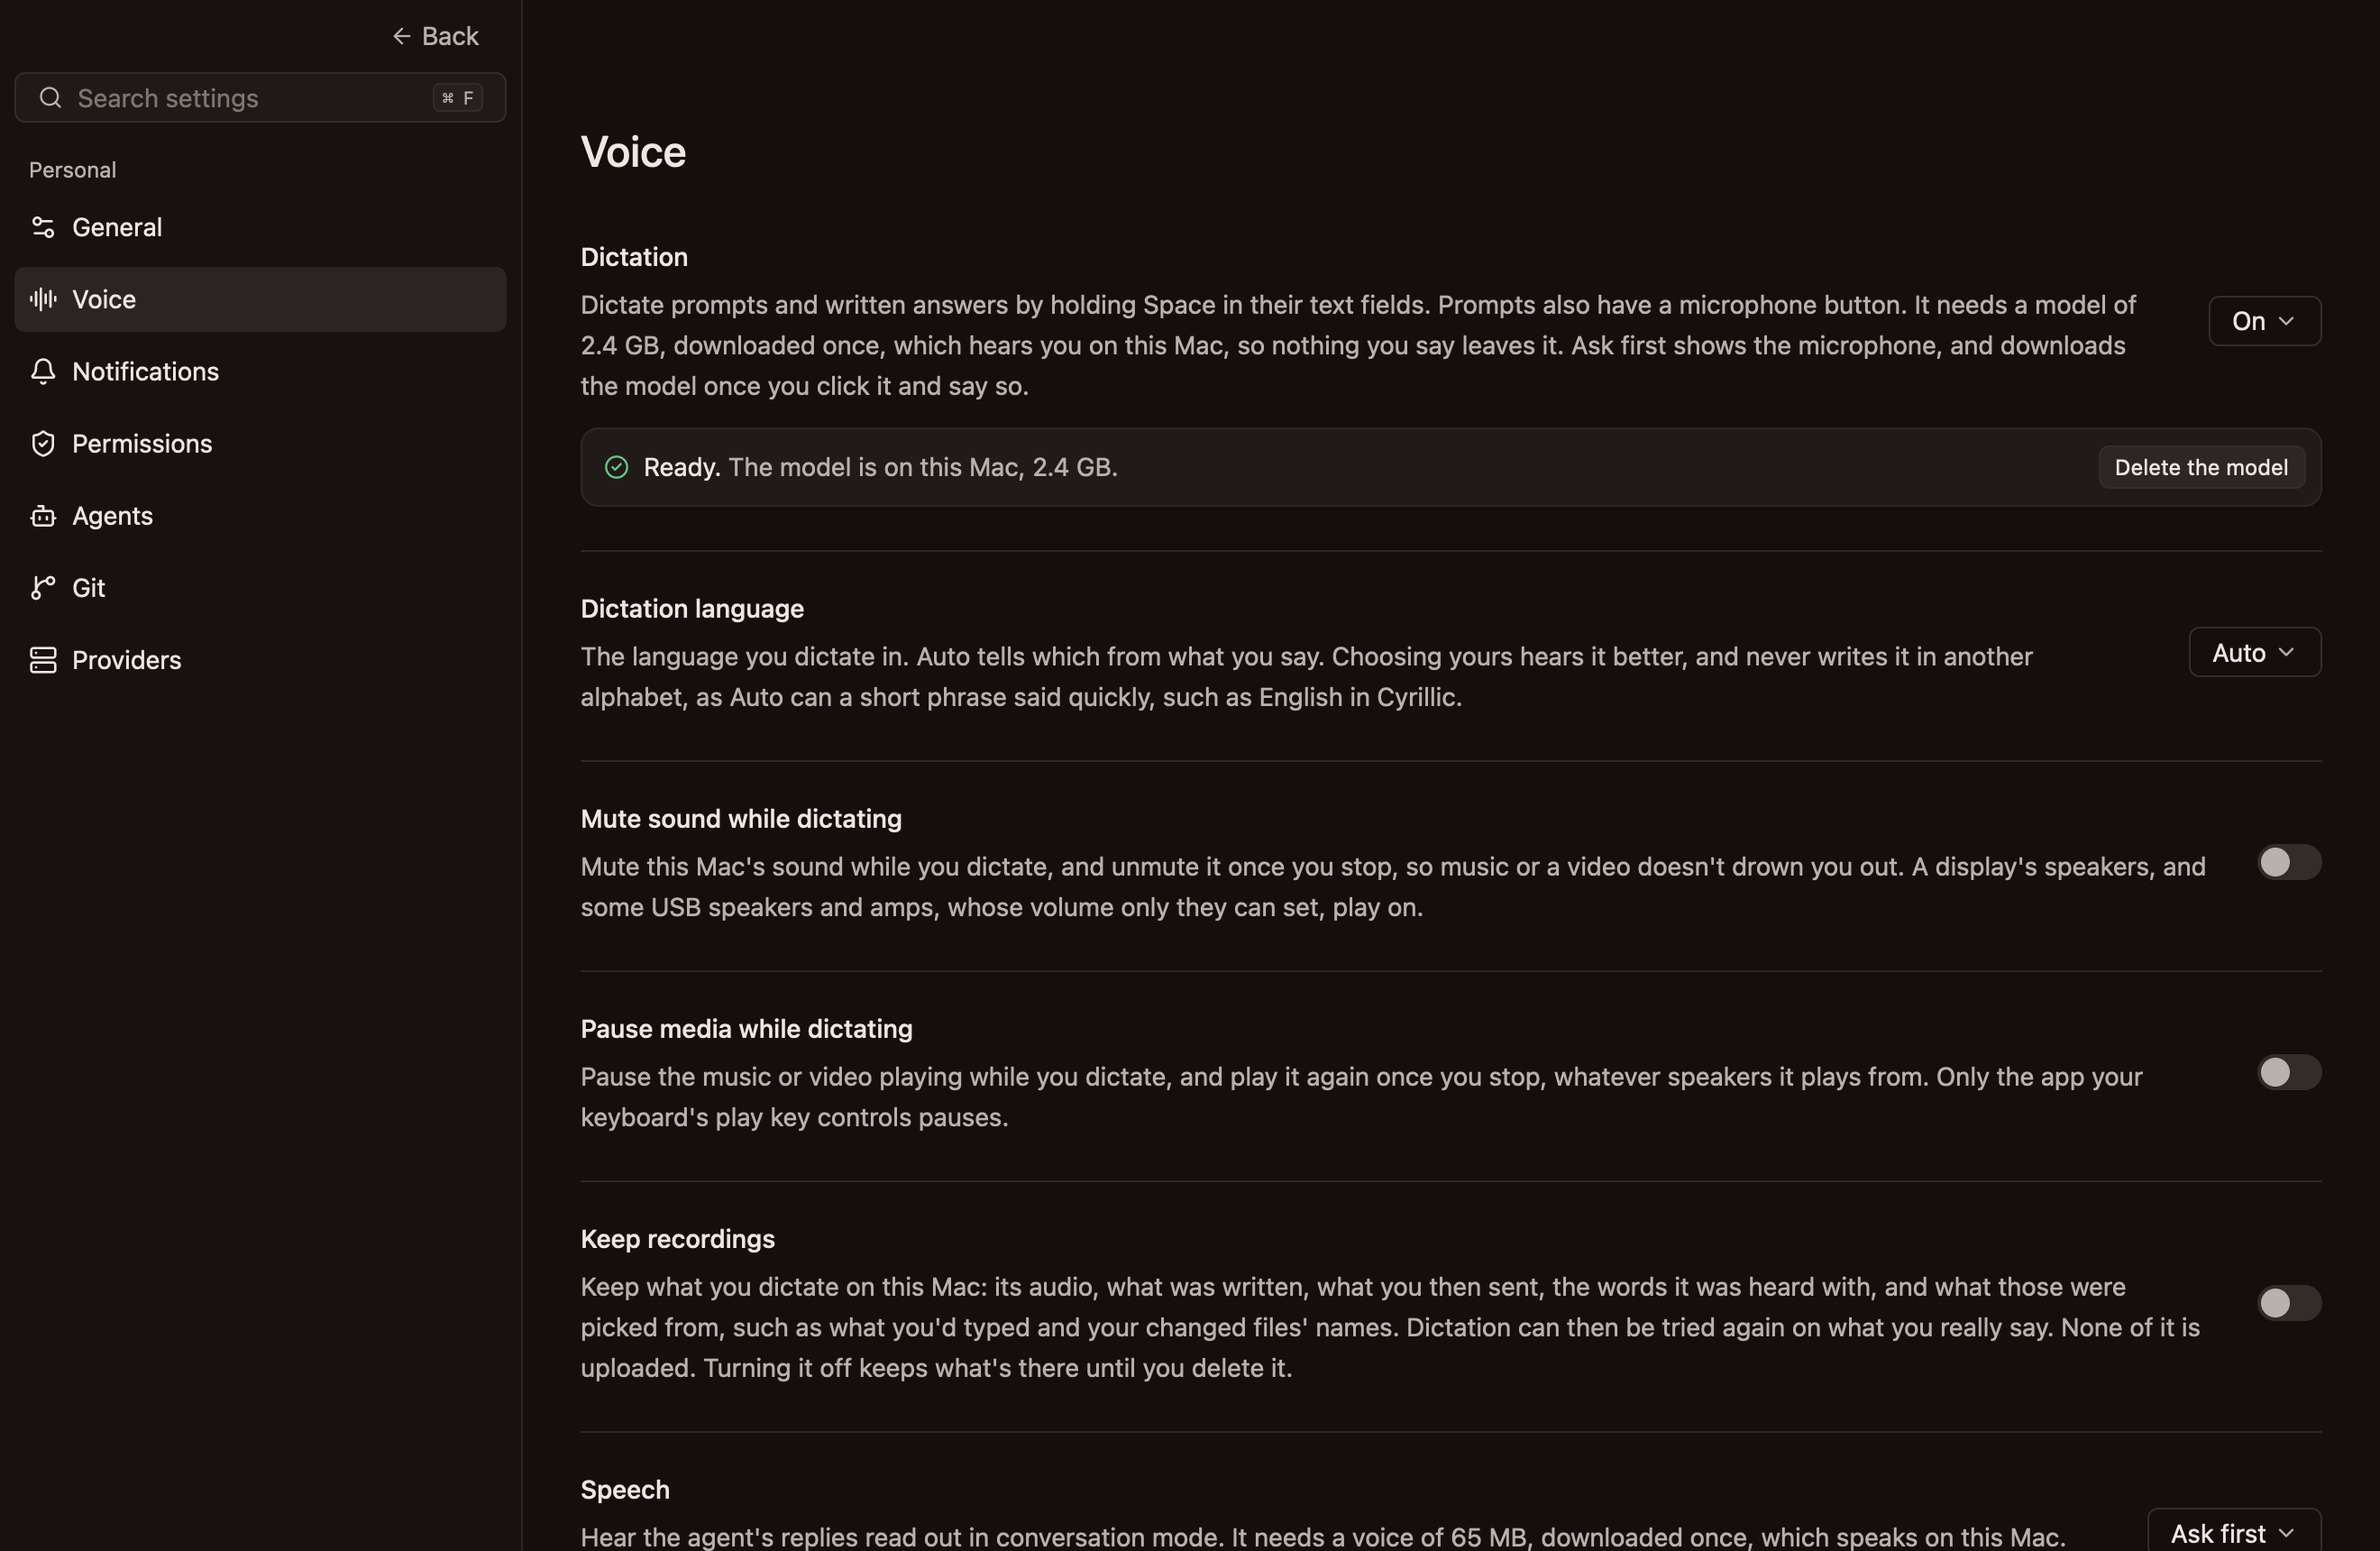 ← Back
Search settings
⌘ F
Personal
General
Voice
Notifications
Permissions
Agents
Git
Providers
Voice
Dictation
Dictate prompts and written answers by holding Space in their text fields. Prompts also have a microphone button. It needs a model of
2.4 GB, downloaded once, which hears you on this Mac, so nothing you say leaves it. Ask first shows the microphone, and downloads
the model once you click it and say so.
On
Ready. The model is on this Mac, 2.4 GB.
Delete the model
Dictation language
The language you dictate in. Auto tells which from what you say. Choosing yours hears it better, and never writes it in another
alphabet, as Auto can a short phrase said quickly, such as English in Cyrillic.
Auto
Mute sound while dictating
Mute this Mac's sound while you dictate, and unmute it once you stop, so music or a video doesn't drown you out. A display's speakers, and
some USB speakers and amps, whose volume only they can set, play on.
Pause media while dictating
Pause the music or video playing while you dictate, and play it again once you stop, whatever speakers it plays from. Only the app your
keyboard's play key controls pauses.
Keep recordings
Keep what you dictate on this Mac: its audio, what was written, what you then sent, the words it was heard with, and what those were
picked from, such as what you'd typed and your changed files' names. Dictation can then be tried again on what you really say. None of it is
uploaded. Turning it off keeps what's there until you delete it.
Speech
Hear the agent's replies read out in conversation mode. It needs a voice of 65 MB, downloaded once, which speaks on this Mac.
Ask first